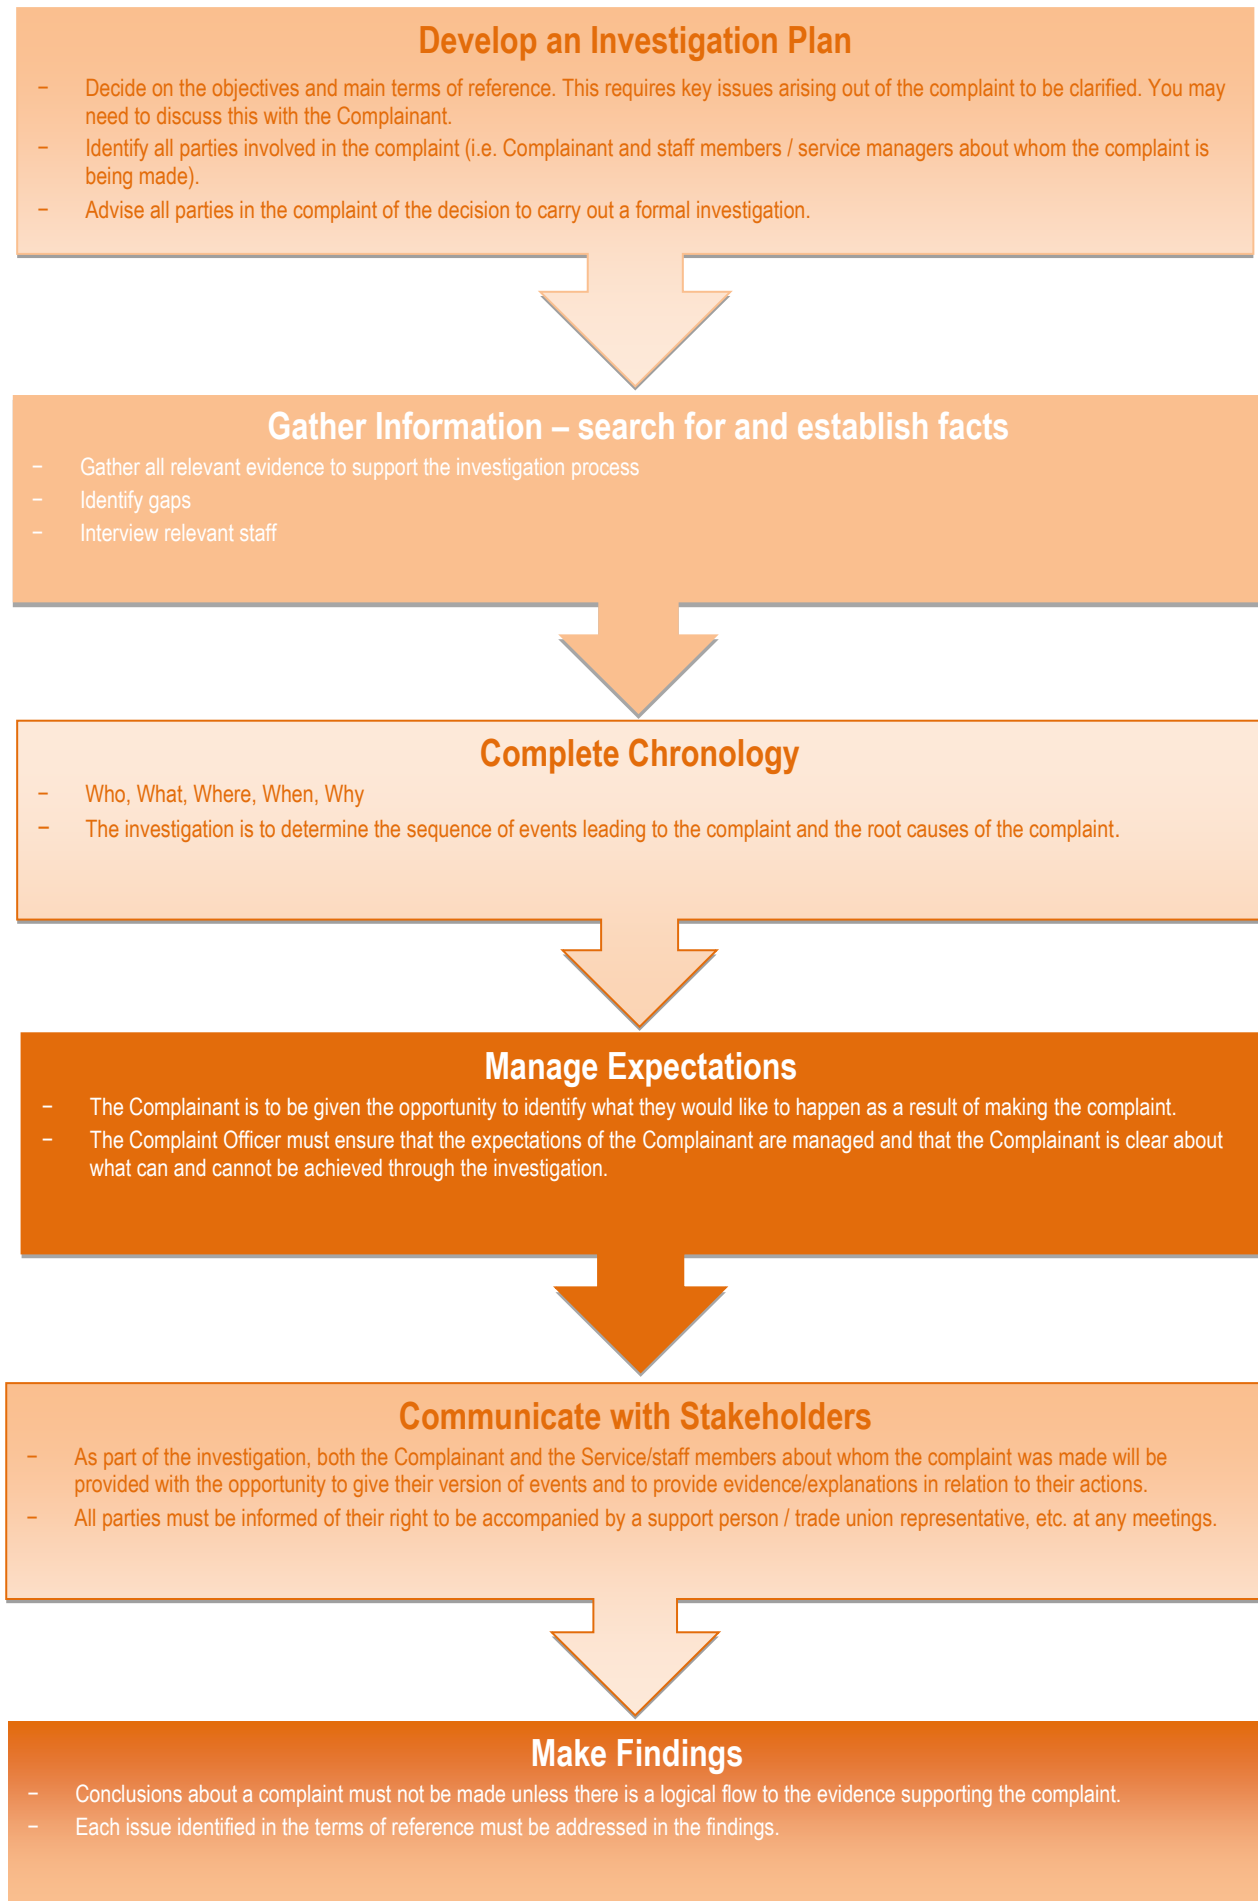 Develop an Investigation Plan
− Decide on the objectives and main terms of reference. This requires key issues arising out of the complaint to be clarified. You may
need to discuss this with the Complainant.
− Identify all parties involved in the complaint (i.e. Complainant and staff members / service managers about whom the complaint is
being made).
− Advise all parties in the complaint of the decision to carry out a formal investigation.
Gather Information – search for and establish facts
− Gather all relevant evidence to support the investigation process
− Identify gaps
− Interview relevant staff
Complete Chronology
− Who, What, Where, When, Why
− The investigation is to determine the sequence of events leading to the complaint and the root causes of the complaint.
Manage Expectations
− The Complainant is to be given the opportunity to identify what they would like to happen as a result of making the complaint.
− The Complaint Officer must ensure that the expectations of the Complainant are managed and that the Complainant is clear about
what can and cannot be achieved through the investigation.
Communicate with Stakeholders
− As part of the investigation, both the Complainant and the Service/staff members about whom the complaint was made will be
provided with the opportunity to give their version of events and to provide evidence/explanations in relation to their actions.
− All parties must be informed of their right to be accompanied by a support person / trade union representative, etc. at any meetings.
Make Findings
− Conclusions about a complaint must not be made unless there is a logical flow to the evidence supporting the complaint.
− Each issue identified in the terms of reference must be addressed in the findings.